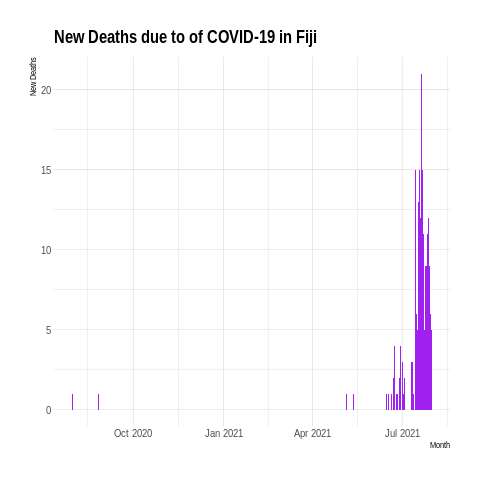 New Deaths due to of COVID-19 in Fiji
New Deaths
20
15
10
5
0
Oct 2020 Jan 2021 Apr 2021 Jul 2021
Month